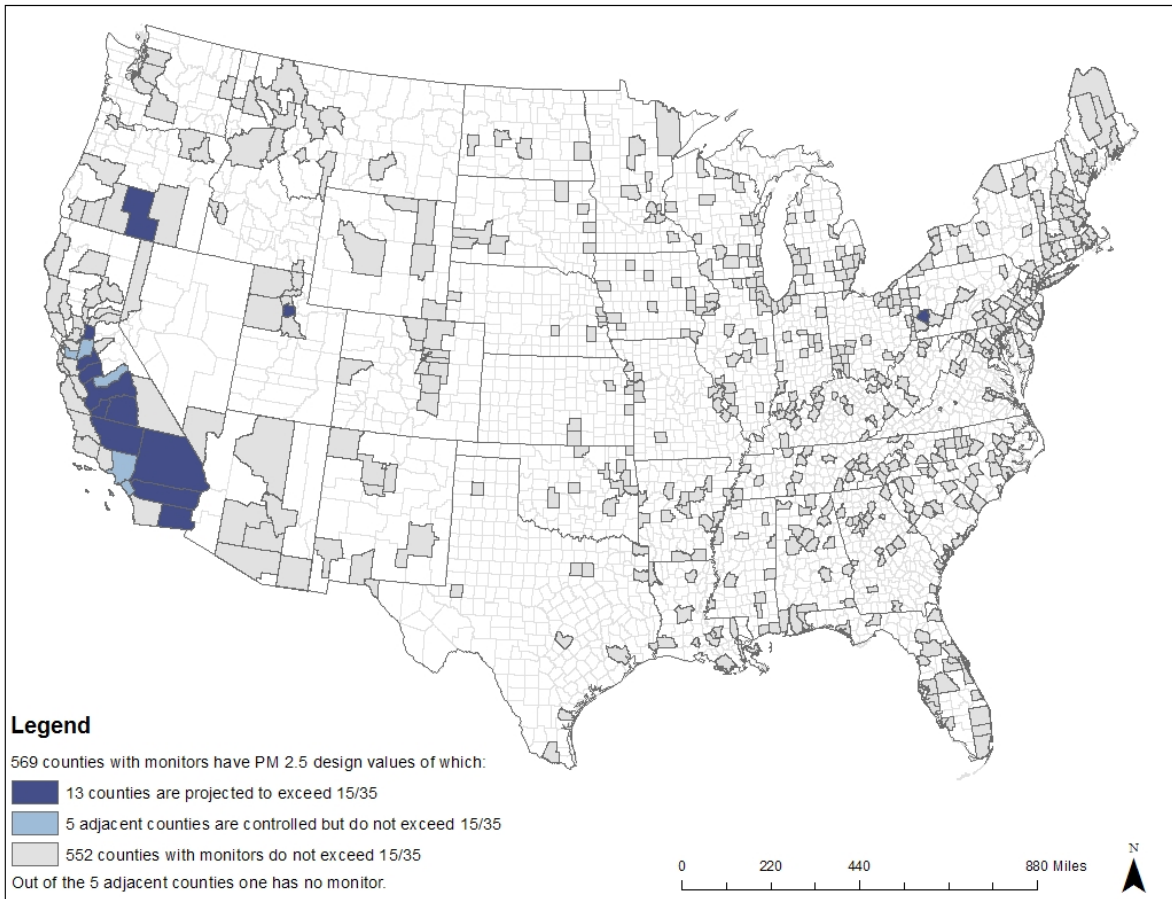 Legend
569 counties with monitors have PM 2.5 design values of which:
13 counties are projected to exceed 15/35
5 adjacent counties are controlled but do not exceed 15/35
552 counties with monitors do not exceed 15/35
Out of the 5 adjacent counties one has no monitor.
0 220 440 880 Miles
N